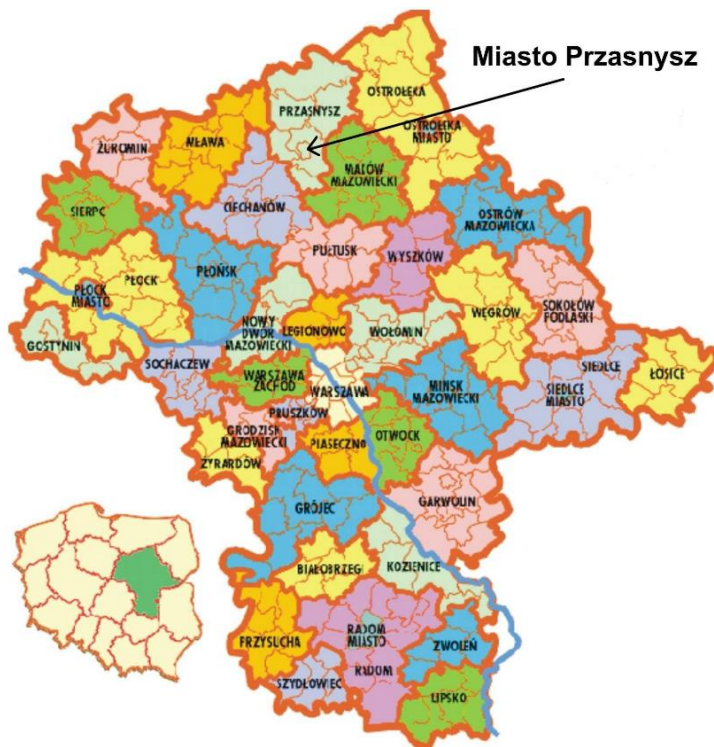 Miasto Przasnysz
OSTROŁĘKA
PRZASNYSZ
OSTROŁĘKA
MIASTO
MŁAWA
ŻUROMIN
MAKÓW
MAZOWIECKI
CIECHANÓW
SIERPC
OSTRÓW
MAZOWIECKA
PUŁTUSK
WYSZKÓW
PŁOŃSK
PŁOCK
PŁOCK
MIASTO
WĘGRÓW
SOKOŁÓW
PODLASKI
NOWY
DWÓR
MAZOWIECKI
LEGIONOWO
WOŁOMIN
GOSTYNIN
SOCHACZEW
WARSZAWA
ZACHÓD
WARSZAWA
MIŃSK
MAZOWIECKI
SIEDLCE
SIEDLCE
MIASTO
ŁOSICE
PRUSZKÓW
GRODZISK
MAZOWIECKI
PIASECZNO
OTWOCK
ŻYRARDÓW
GARWOLIN
GRÓJEC
BIAŁOBRZEGI
KOZIENICE
RADOM
MIASTO
PRZYSUCHA
ZWOLEŃ
RADOM
SZYDŁOWIEC
LIPSKO